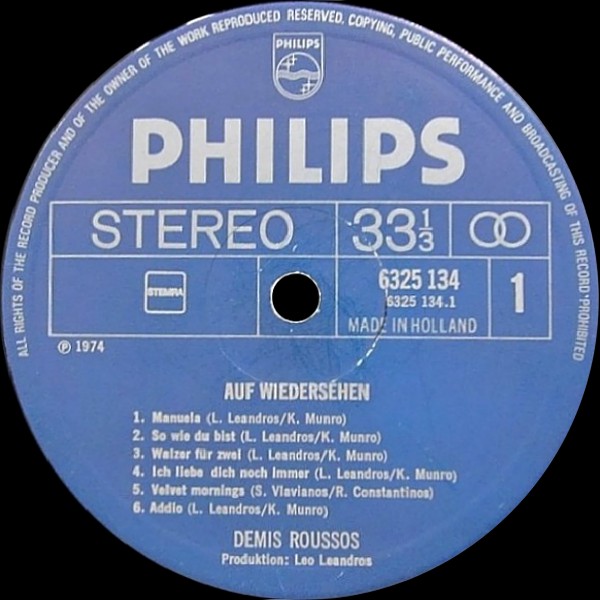 ALL RIGHTS OF THE RECORD PRODUCER AND OF THE OWNER OF THE WORK REPRODUCED RESERVED. COPYING, PUBLIC PERFORMANCE AND BROADCASTING OF THIS RECORD PROHIBITED
PHILIPS
PHILIPS
STEREO 33 1/3
STEMRA 6325 134 1
6325 134.1
MADE IN HOLLAND
℗ 1974
AUF WIEDERSÉHEN
1. Manuela (L. Leandros/K. Munro)
2. So wie du bist (L. Leandros/K. Munro)
3. Walzer für zwei (L. Leandros/K. Munro)
4. Ich liebe dich noch immer (L. Leandros/K. Munro)
5. Velvet mornings (S. Vlavianos/R. Constantinos)
6. Addio (L. Leandros/K. Munro)
DEMIS ROUSSOS
Produktion: Leo Leandros